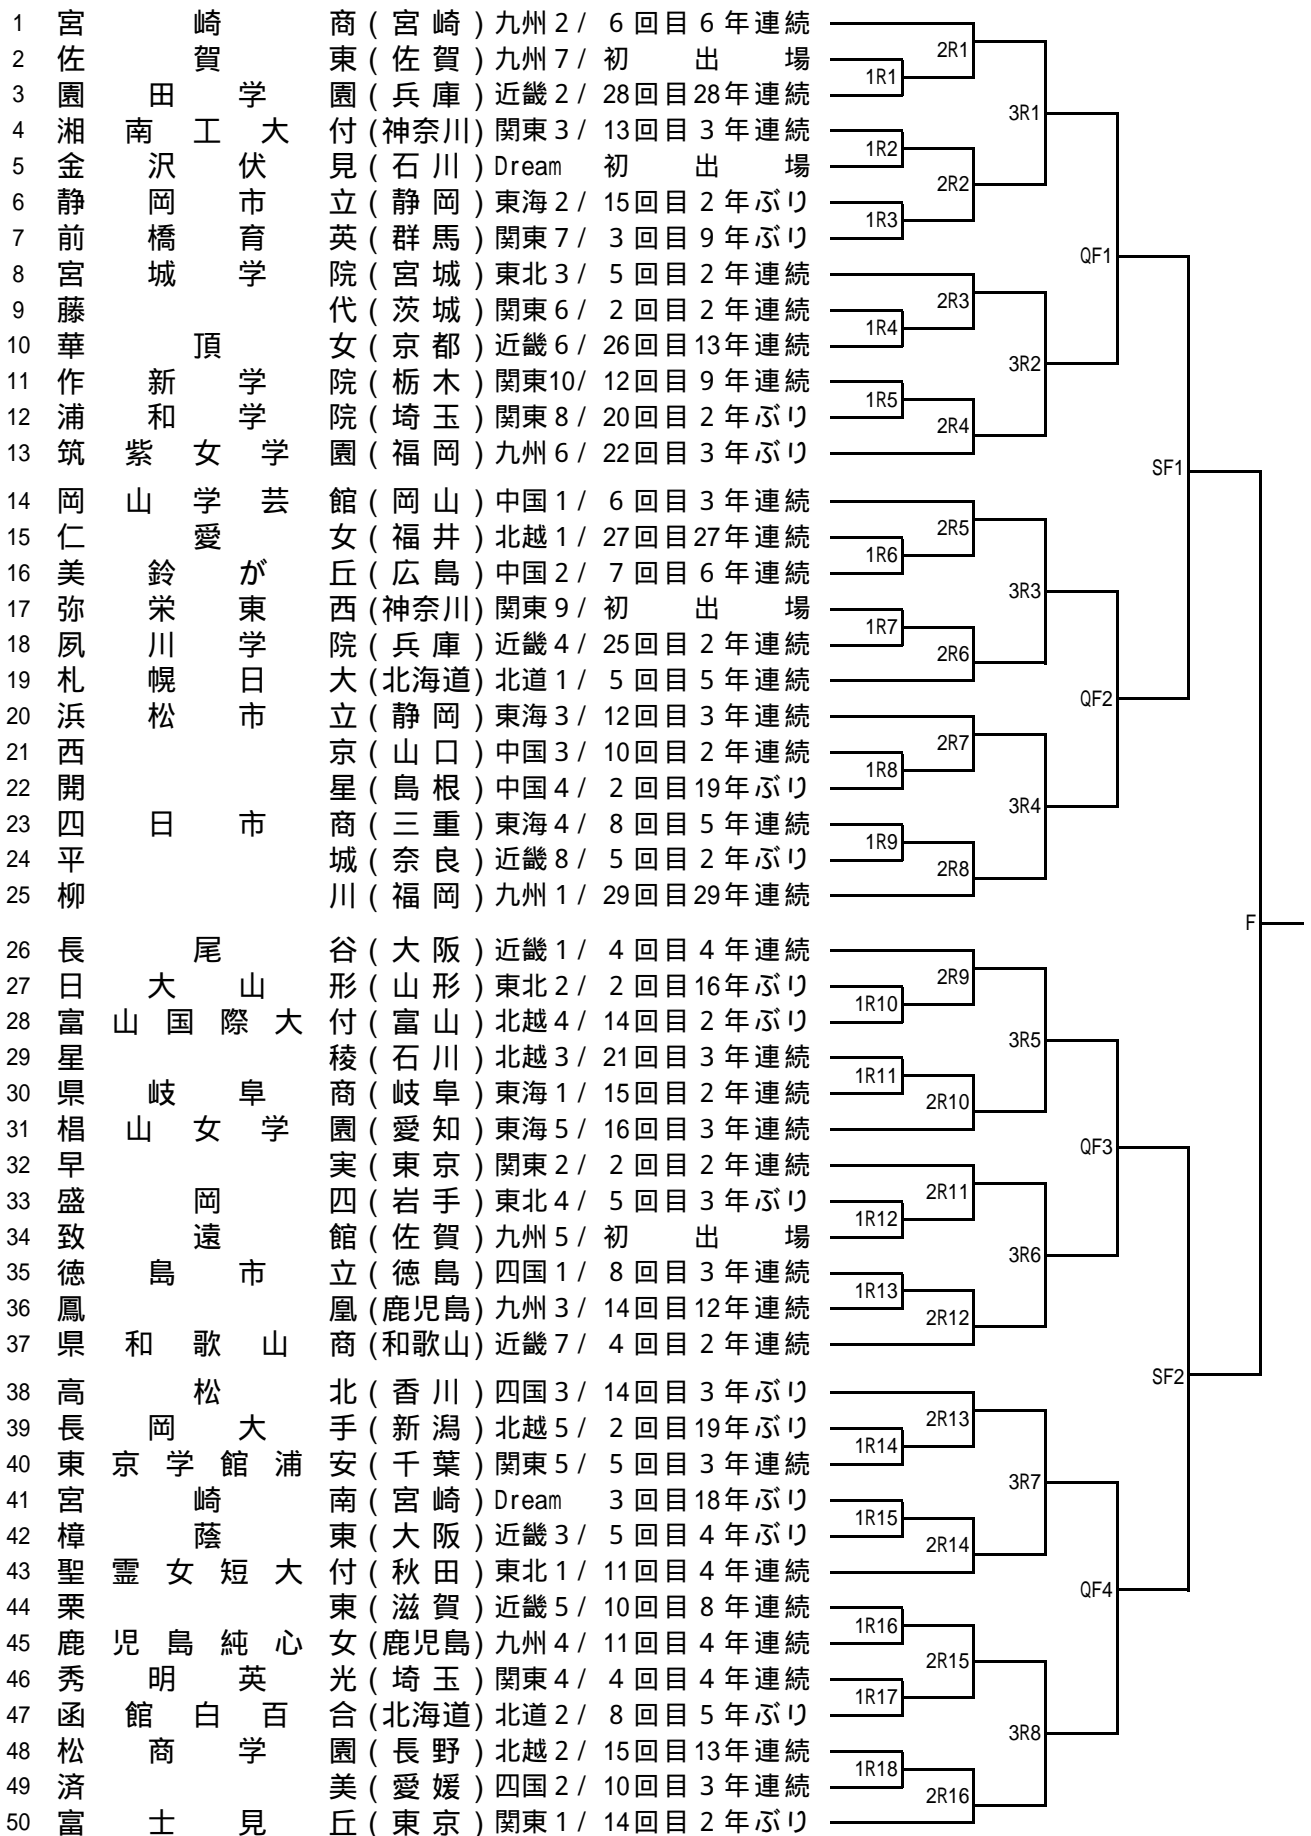 1 宮崎商(宮崎) 九州2/ 6回目6年連続
2 佐賀東(佐賀) 九州7/ 初出場
3 園田学園(兵庫) 近畿2/ 28回目28年連続
4 湘南工大付(神奈川) 関東3/ 13回目3年連続
5 金沢伏見(石川) Dream 初出場
6 静岡市立(静岡) 東海2/ 15回目2年ぶり
7 前橋育英(群馬) 関東7/ 3回目9年ぶり
8 宮城学院(宮城) 東北3/ 5回目2年連続
9 藤代(茨城) 関東6/ 2回目2年連続
10 華頂女(京都) 近畿6/ 26回目13年連続
11 作新学院(栃木) 関東10/ 12回目9年連続
12 浦和学院(埼玉) 関東8/ 20回目2年ぶり
13 筑紫女学園(福岡) 九州6/ 22回目3年ぶり
14 岡山学芸館(岡山) 中国1/ 6回目3年連続
15 仁愛女(福井) 北越1/ 27回目27年連続
16 美鈴が丘(広島) 中国2/ 7回目6年連続
17 弥栄東西(神奈川) 関東9/ 初出場
18 夙川学院(兵庫) 近畿4/ 25回目2年連続
19 札幌日大(北海道) 北道1/ 5回目5年連続
20 浜松市立(静岡) 東海3/ 12回目3年連続
21 西京(山口) 中国3/ 10回目2年連続
22 開星(島根) 中国4/ 2回目19年ぶり
23 四日市商(三重) 東海4/ 8回目5年連続
24 平城(奈良) 近畿8/ 5回目2年ぶり
25 柳川(福岡) 九州1/ 29回目29年連続
26 長尾谷(大阪) 近畿1/ 4回目4年連続
27 日大山形(山形) 東北2/ 2回目16年ぶり
28 富山国際大付(富山) 北越4/ 14回目2年ぶり
29 星稜(石川) 北越3/ 21回目3年連続
30 県岐阜商(岐阜) 東海1/ 15回目2年連続
31 椙山女学園(愛知) 東海5/ 16回目3年連続
32 早実(東京) 関東2/ 2回目2年連続
33 盛岡四(岩手) 東北4/ 5回目3年ぶり
34 致遠館(佐賀) 九州5/ 初出場
35 徳島市立(徳島) 四国1/ 8回目3年連続
36 鳳凰(鹿児島) 九州3/ 14回目12年連続
37 県和歌山商(和歌山) 近畿7/ 4回目2年連続
38 高松北(香川) 四国3/ 14回目3年ぶり
39 長岡大手(新潟) 北越5/ 2回目19年ぶり
40 東京学館浦安(千葉) 関東5/ 5回目3年連続
41 宮崎南(宮崎) Dream 3回目18年ぶり
42 樟蔭東(大阪) 近畿3/ 5回目4年ぶり
43 聖霊女短大付(秋田) 東北1/ 11回目4年連続
44 栗東(滋賀) 近畿5/ 10回目8年連続
45 鹿児島純心女(鹿児島) 九州4/ 11回目4年連続
46 秀明英光(埼玉) 関東4/ 4回目4年連続
47 函館白百合(北海道) 北道2/ 8回目5年ぶり
48 松商学園(長野) 北越2/ 15回目13年連続
49 済美(愛媛) 四国2/ 10回目3年連続
50 富士見丘(東京) 関東1/ 14回目2年ぶり
1R1
1R2
1R3
1R4
1R5
1R6
1R7
1R8
1R9
1R10
1R11
1R12
1R13
1R14
1R15
1R16
1R17
1R18
2R1
2R2
2R3
2R4
2R5
2R6
2R7
2R8
2R9
2R10
2R11
2R12
2R13
2R14
2R15
2R16
3R1
3R2
3R3
3R4
3R5
3R6
3R7
3R8
QF1
QF2
QF3
QF4
SF1
SF2
F